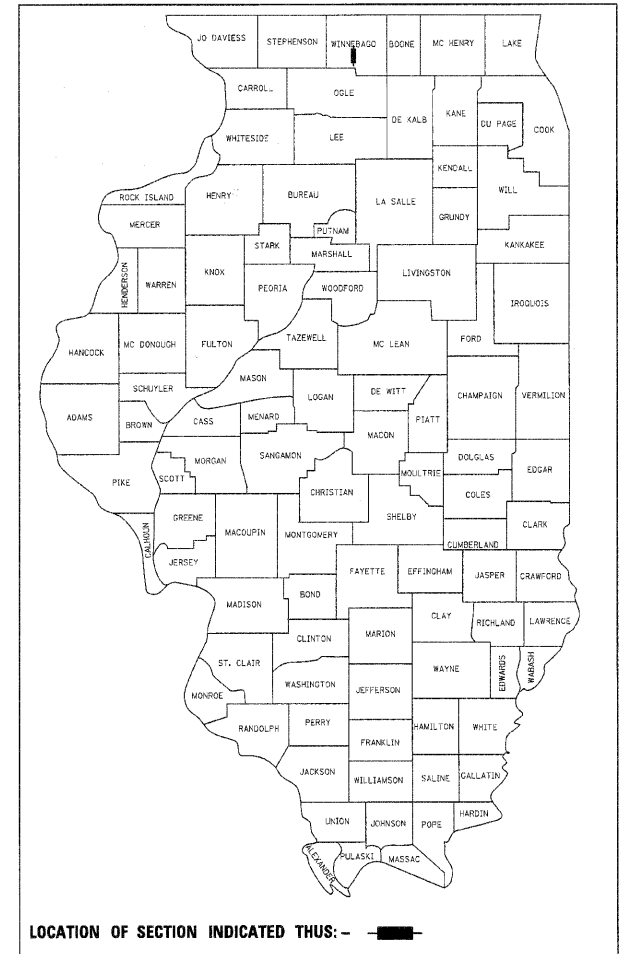 JO DAVIESS
STEPHENSON
WINNEBAGO
BOONE
MC HENRY
LAKE
CARROLL
OGLE
DE KALB
KANE
DU PAGE
COOK
WHITESIDE
LEE
KENDALL
WILL
ROCK ISLAND
HENRY
BUREAU
LA SALLE
GRUNDY
MERCER
PUTNAM
STARK
MARSHALL
KANKAKEE
HENDERSON
WARREN
KNOX
PEORIA
WOODFORD
LIVINGSTON
IROQUOIS
HANCOCK
MC DONOUGH
FULTON
TAZEWELL
MC LEAN
FORD
MASON
SCHUYLER
LOGAN
DE WITT
CHAMPAIGN
VERMILION
ADAMS
BROWN
CASS
MENARD
PIATT
MACON
MORGAN
SANGAMON
DOLGLAS
EDGAR
PIKE
SCOTT
CHRISTIAN
MOULTRIE
COLES
GREENE
MACOUPIN
SHELBY
CALHOUN
MONTGOMERY
CLARK
CUMBERLAND
JERSEY
FAYETTE
EFFINGHAM
JASPER
CRAWFORD
MADISON
BOND
CLAY
RICHLAND
LAWRENCE
CLINTON
MARION
ST. CLAIR
WAYNE
EDWARDS
WABASH
WASHINGTON
JEFFERSON
MONROE
RANDOLPH
PERRY
HAMILTON
WHITE
FRANKLIN
JACKSON
WILLIAMSON
SALINE
GALLATIN
HARDIN
UNION
JOHNSON
POPE
ALEXANDER
PULASKI
MASSAC
LOCATION OF SECTION INDICATED THUS: -